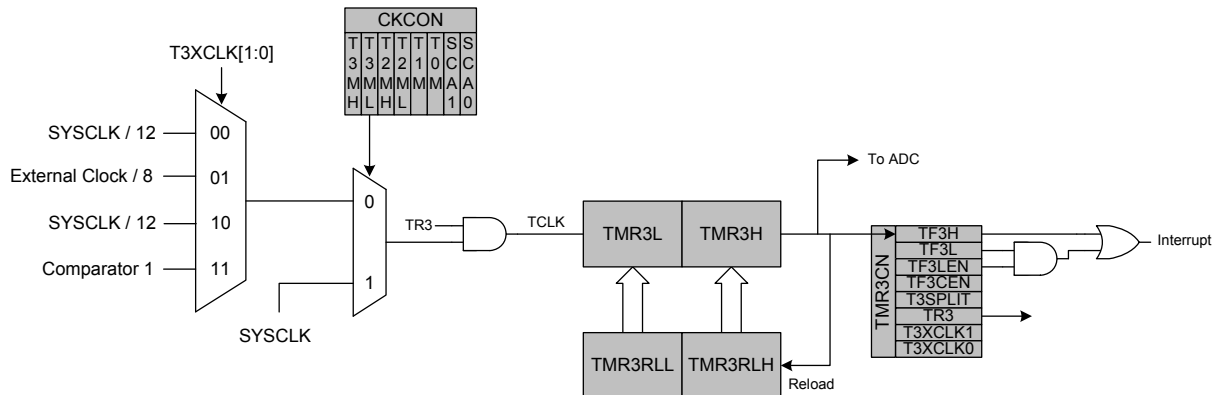 CKCON
T3MH
T3ML
T2MH
T2ML
T1M
T0M
SCA1
SCA0
T3XCLK[1:0]
SYSCLK / 12
00
External Clock / 8
01
SYSCLK / 12
10
Comparator 1
11
0
1
SYSCLK
TR3
TCLK
TMR3L
TMR3H
To ADC
TMR3RLL
TMR3RLH
Reload
TMR3CN
TF3H
TF3L
TF3LEN
TF3CEN
T3SPLIT
TR3
T3XCLK1
T3XCLK0
Interrupt